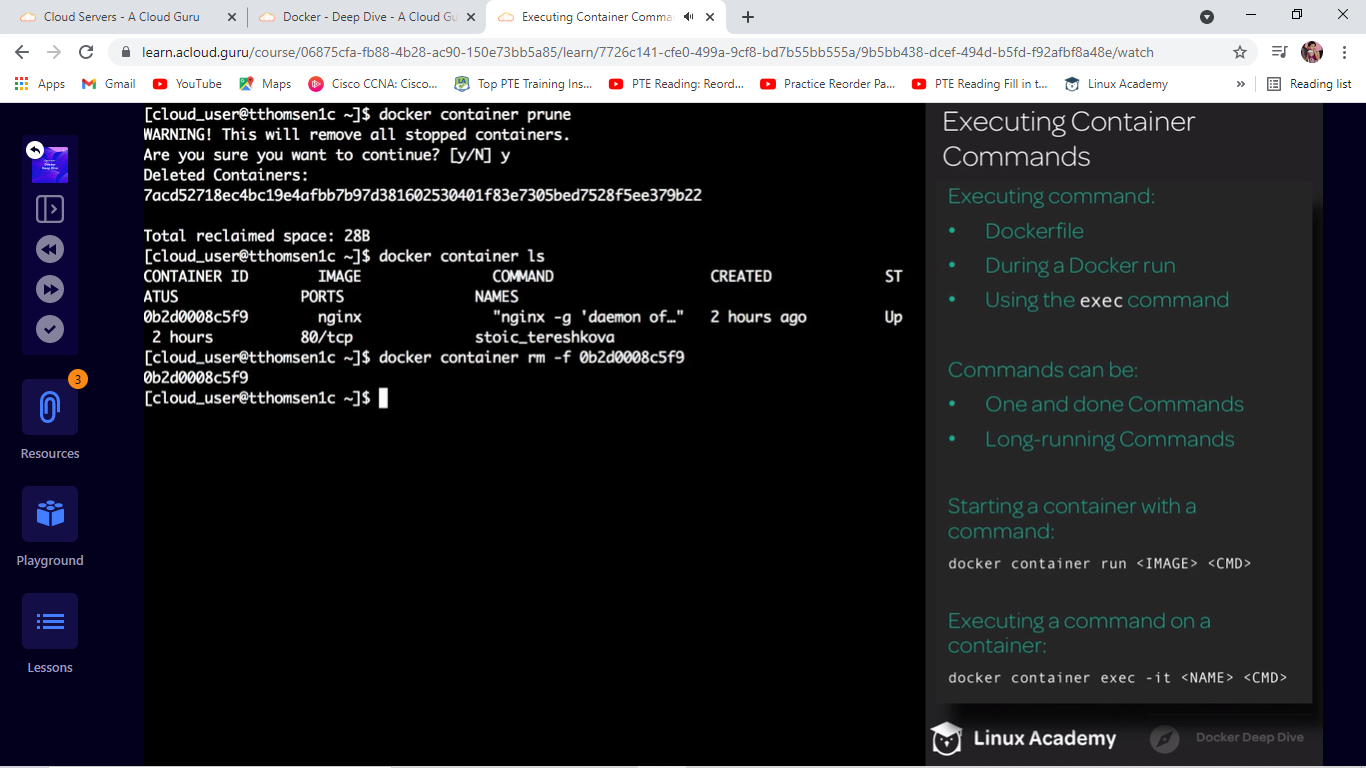 Cloud Servers - A Cloud Guru
Docker - Deep Dive - A Cloud Gu
Executing Container Comma
learn.acloud.guru/course/06875cfa-fb88-4b28-ac90-150e73bb5a85/learn/7726c141-cfe0-499a-9cf8-bd7b55bb555a/9b5bb438-dcef-494d-b5fd-f92afbf8a48e/watch
Apps Gmail YouTube Maps Cisco CCNA: Cisco... Top PTE Training Ins... PTE Reading: Reord... Practice Reorder Pa... PTE Reading Fill in t... Linux Academy » Reading list
[cloud_user@tthomsen1c ~]$ docker container prune
WARNING! This will remove all stopped containers.
Are you sure you want to continue? [y/N] y
Deleted Containers:
7acd52718ec4bc19e4afbb7b97d381602530401f83e7305bed7528f5ee379b22
Total reclaimed space: 28B
[cloud_user@tthomsen1c ~]$ docker container ls
CONTAINER ID IMAGE COMMAND CREATED ST
ATUS PORTS NAMES
0b2d0008c5f9 nginx "nginx -g 'daemon of…" 2 hours ago Up
2 hours 80/tcp stoic_tereshkova
[cloud_user@tthomsen1c ~]$ docker container rm -f 0b2d0008c5f9
0b2d0008c5f9
[cloud_user@tthomsen1c ~]$
3
Resources
Playground
Lessons
Executing Container
Commands
Executing command:
• Dockerfile
• During a Docker run
• Using the exec command
Commands can be:
• One and done Commands
• Long-running Commands
Starting a container with a
command:
docker container run <IMAGE> <CMD>
Executing a command on a
container:
docker container exec -it <NAME> <CMD>
Linux Academy
Docker Deep Dive